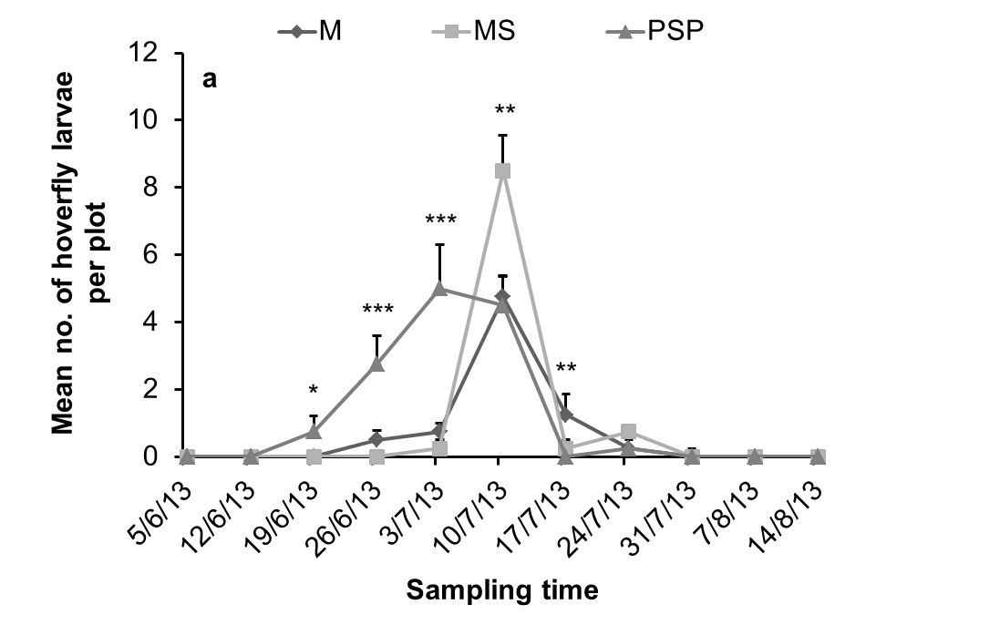 M MS PSP
a
Mean no. of hoverfly larvae
per plot
12
10
8
6
4
2
0
*
***
***
**
**
5/6/13 12/6/13 19/6/13 26/6/13 3/7/13 10/7/13 17/7/13 24/7/13 31/7/13 7/8/13 14/8/13
Sampling time